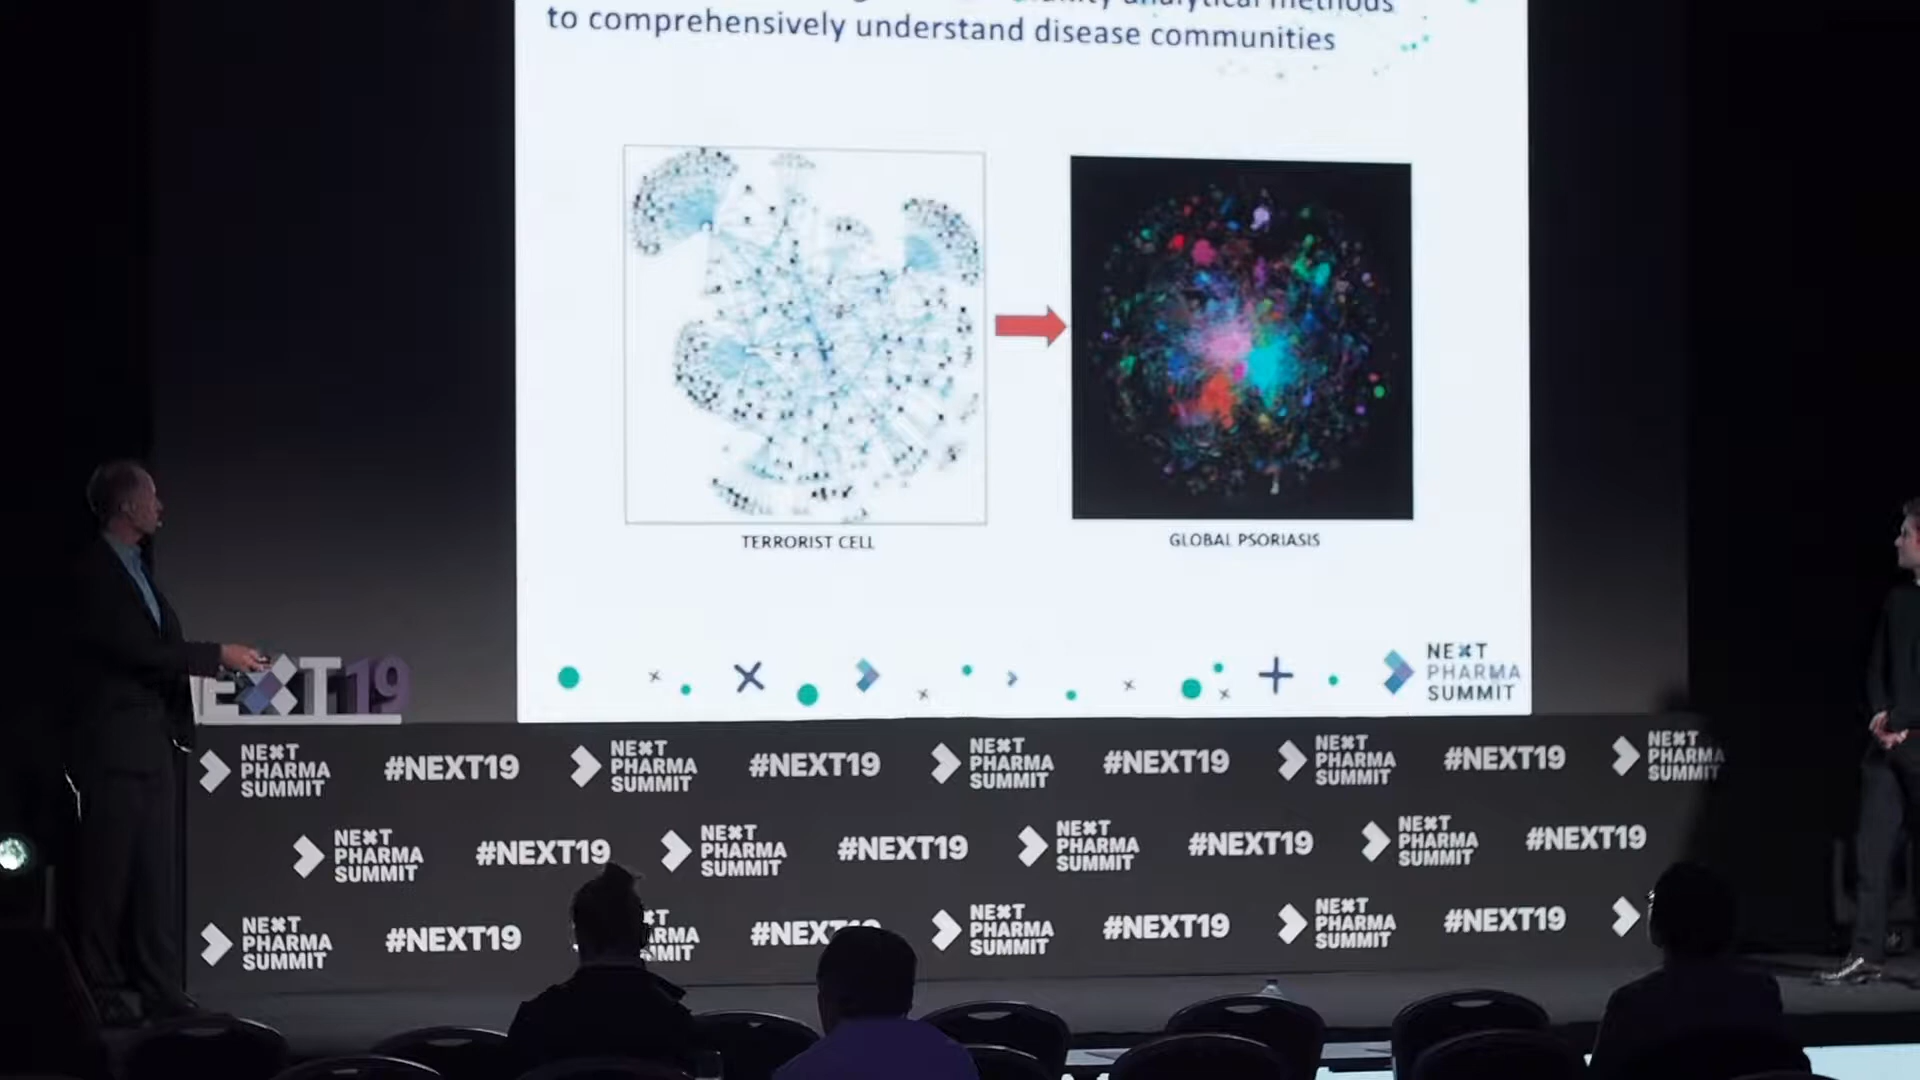 analytical methods
to comprehensively understand disease communities
TERRORIST CELL
GLOBAL PSORIASIS
NEXT
PHARMA
SUMMIT
EXT19
NEXT
PHARMA
SUMMIT
#NEXT19
NEXT
PHARMA
SUMMIT
#NEXT19
NEXT
PHARMA
SUMMIT
#NEXT19
NEXT
PHARMA
SUMMIT
#NEXT19
NEXT
PHARMA
SUMMIT
NEXT
PHARMA
SUMMIT
#NEXT19
NEXT
PHARMA
SUMMIT
#NEXT19
NEXT
PHARMA
SUMMIT
#NEXT19
NEXT
PHARMA
SUMMIT
#NEXT19
NEXT
PHARMA
SUMMIT
#NEXT19
#NEXT19
NEXT
PHARMA
SUMMIT
#NEXT19
NEXT
PHARMA
SUMMIT
#NEXT19